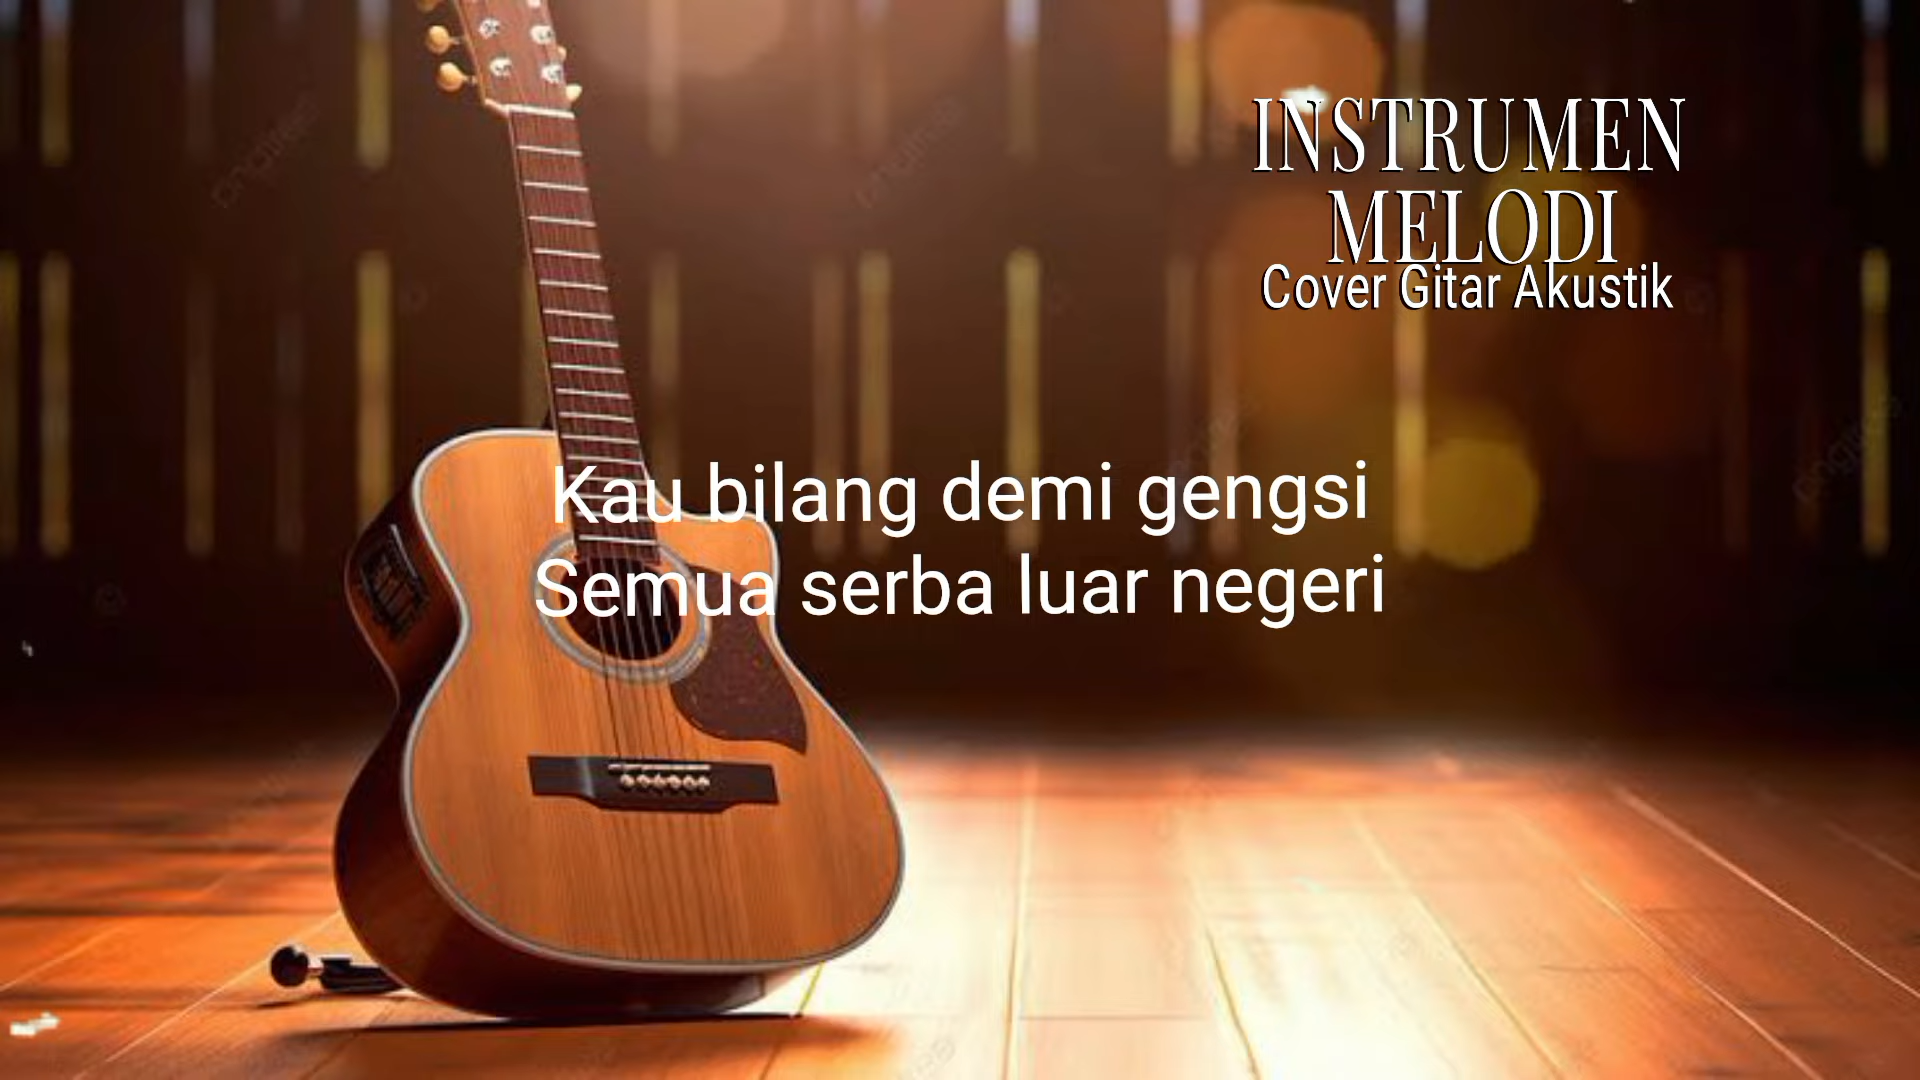 INSTRUMEN
MELODI
Cover Gitar Akustik
Kau bilang demi gengsi
Semua serba luar negeri